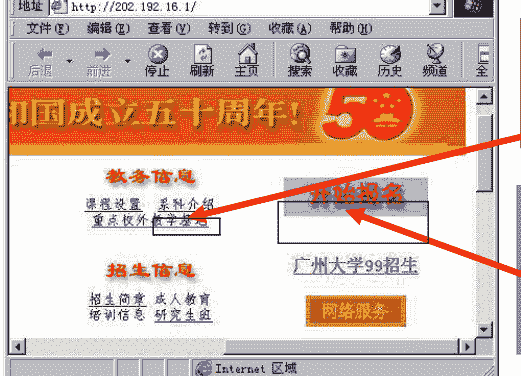 地址 http://202.192.16.1/
文件(F) 编辑(E) 查看(V) 转到(G) 收藏(A) 帮助(H)
后退 前进 停止 刷新 主页 搜索 收藏 历史 频道 全
和国成立五十周年! 50
教务信息
课程设置 系科介绍
重点校外教学基地
招生信息
广州大学99招生
招生简章 成人教育
培训信息 研究生班
网络服务
Internet 区域